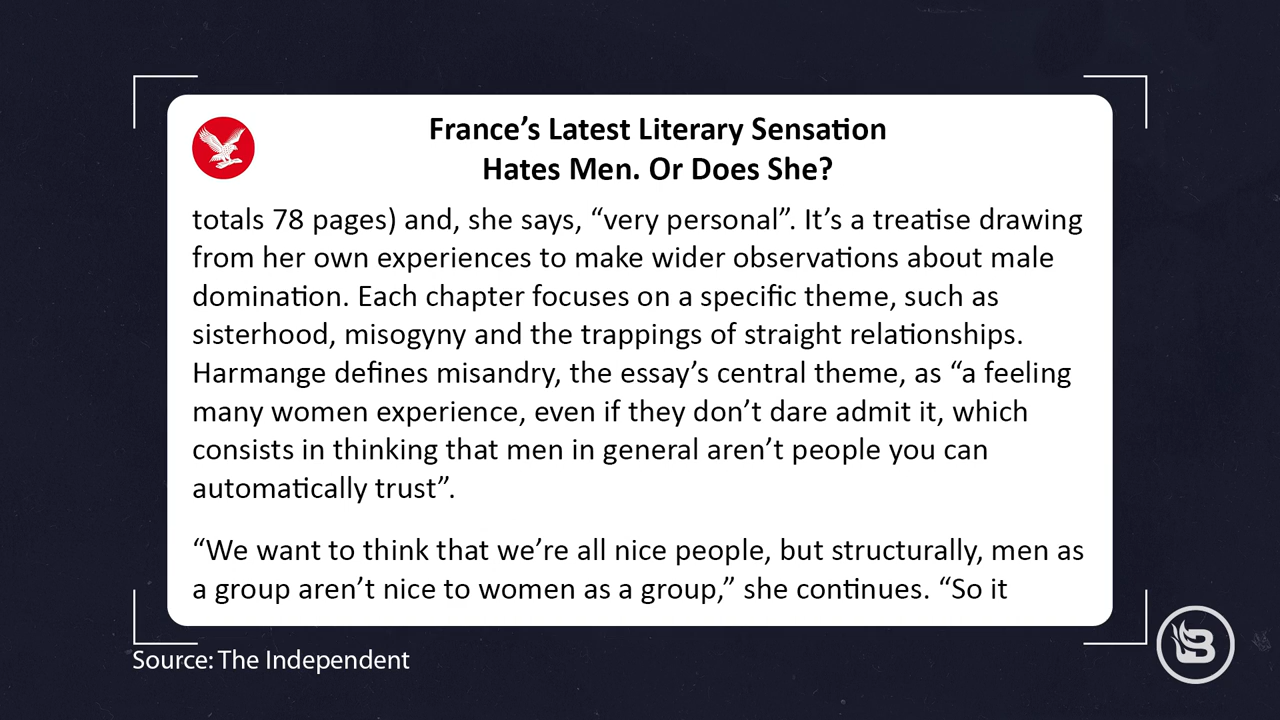 France’s Latest Literary Sensation
Hates Men. Or Does She?
totals 78 pages) and, she says, “very personal”. It’s a treatise drawing
from her own experiences to make wider observations about male
domination. Each chapter focuses on a specific theme, such as
sisterhood, misogyny and the trappings of straight relationships.
Harmange defines misandry, the essay’s central theme, as “a feeling
many women experience, even if they don’t dare admit it, which
consists in thinking that men in general aren’t people you can
automatically trust”.
“We want to think that we’re all nice people, but structurally, men as
a group aren’t nice to women as a group,” she continues. “So it
Source: The Independent
B